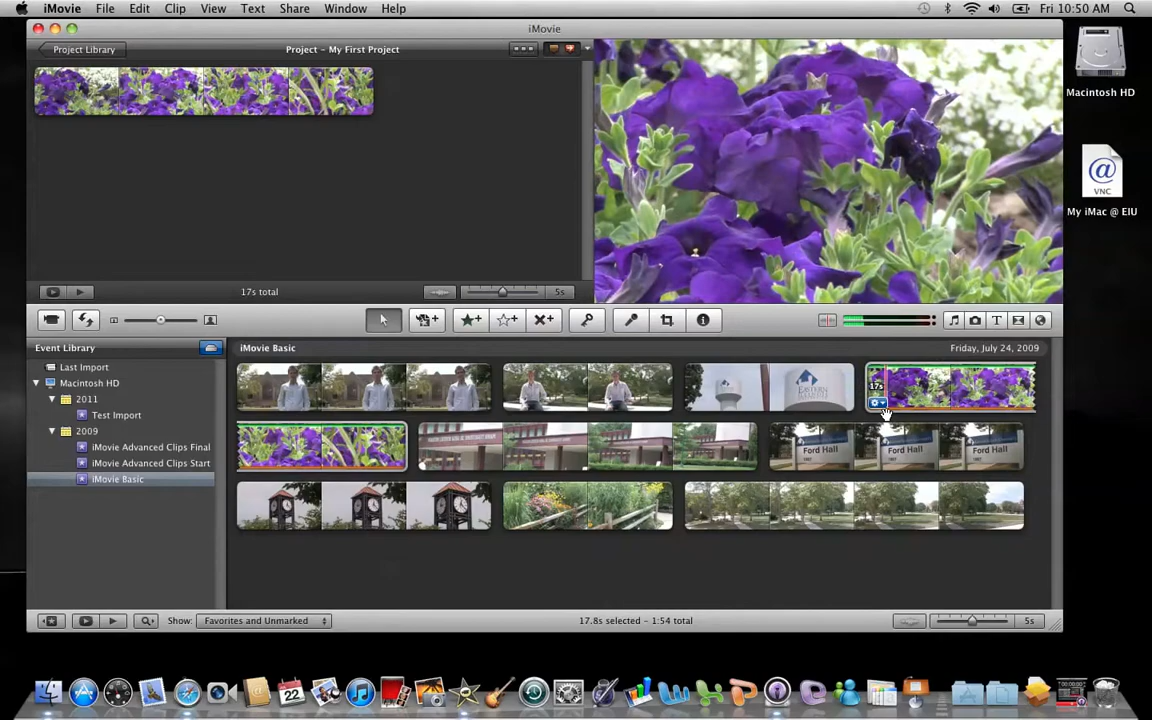 iMovie File Edit Clip View Text Share Window Help Fri 10:50 AM
iMovie
Project Library Project – My First Project
Macintosh HD
@
VNC
My iMac @ EIU
17s total 5s
Event Library
iMovie Basic Friday, July 24, 2009
Last Import
Macintosh HD
2011
Test Import
2009
iMovie Advanced Clips Final
iMovie Advanced Clips Start
iMovie Basic
17s
Ford Hall
Ford Hall
Ford Hall
Show: Favorites and Unmarked 17.8s selected – 1:54 total 5s
22